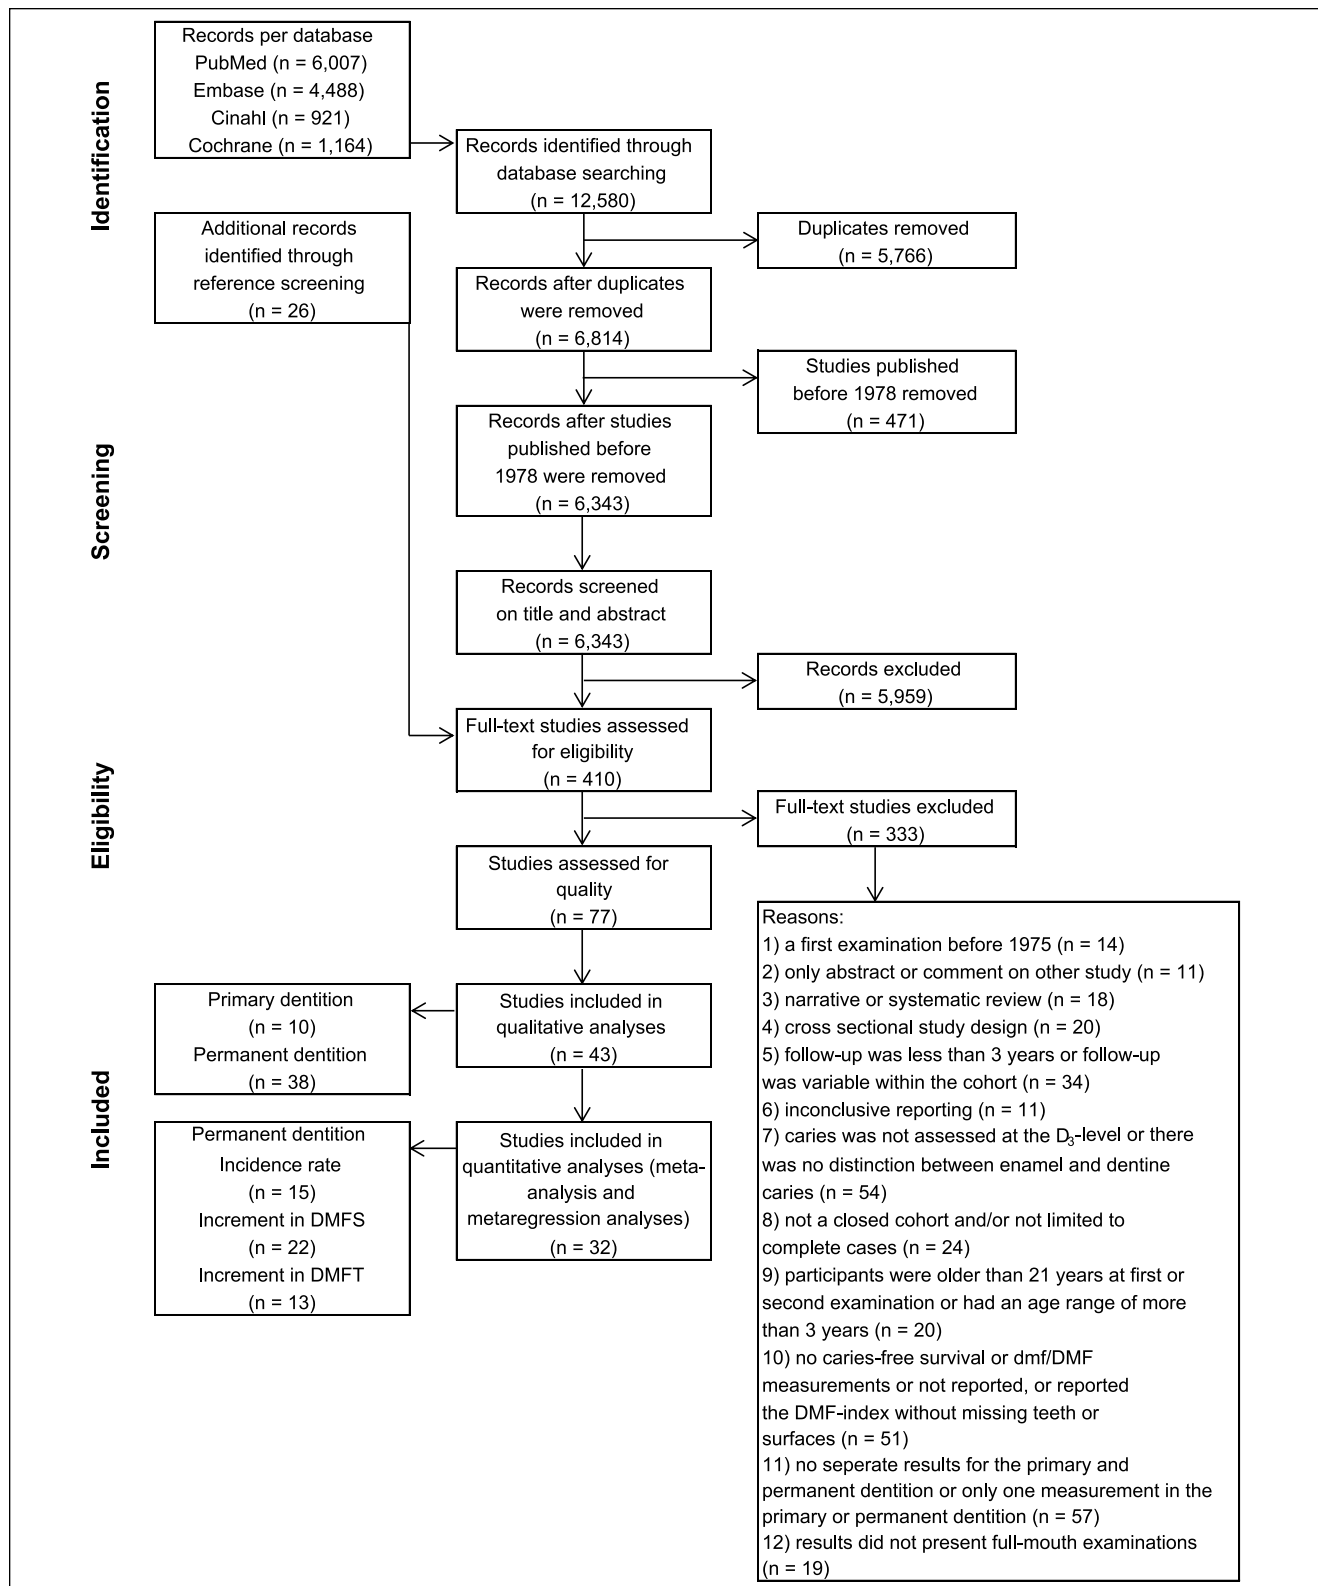 Identification
Records per database
PubMed (n = 6,007)
Embase (n = 4,488)
Cinahl (n = 921)
Cochrane (n = 1,164)
Records identified through
database searching
(n = 12,580)
Additional records
identified through
reference screening
(n = 26)
Duplicates removed
(n = 5,766)
Records after duplicates
were removed
(n = 6,814)
Studies published
before 1978 removed
(n = 471)
Screening
Records after studies
published before
1978 were removed
(n = 6,343)
Records screened
on title and abstract
(n = 6,343)
Records excluded
(n = 5,959)
Eligibility
Full-text studies assessed
for eligibility
(n = 410)
Full-text studies excluded
(n = 333)
Studies assessed for
quality
(n = 77)
Reasons:
1) a first examination before 1975 (n = 14)
2) only abstract or comment on other study (n = 11)
3) narrative or systematic review (n = 18)
4) cross sectional study design (n = 20)
5) follow-up was less than 3 years or follow-up
was variable within the cohort (n = 34)
6) inconclusive reporting (n = 11)
7) caries was not assessed at the D₃-level or there
was no distinction between enamel and dentine
caries (n = 54)
8) not a closed cohort and/or not limited to
complete cases (n = 24)
9) participants were older than 21 years at first or
second examination or had an age range of more
than 3 years (n = 20)
10) no caries-free survival or dmf/DMF
measurements or not reported, or reported
the DMF-index without missing teeth or
surfaces (n = 51)
11) no seperate results for the primary and
permanent dentition or only one measurement in the
primary or permanent dentition (n = 57)
12) results did not present full-mouth examinations
(n = 19)
Included
Studies included in
qualitative analyses
(n = 43)
Primary dentition
(n = 10)
Permanent dentition
(n = 38)
Studies included in
quantitative analyses (meta-
analysis and
metaregression analyses)
(n = 32)
Permanent dentition
Incidence rate
(n = 15)
Increment in DMFS
(n = 22)
Increment in DMFT
(n = 13)